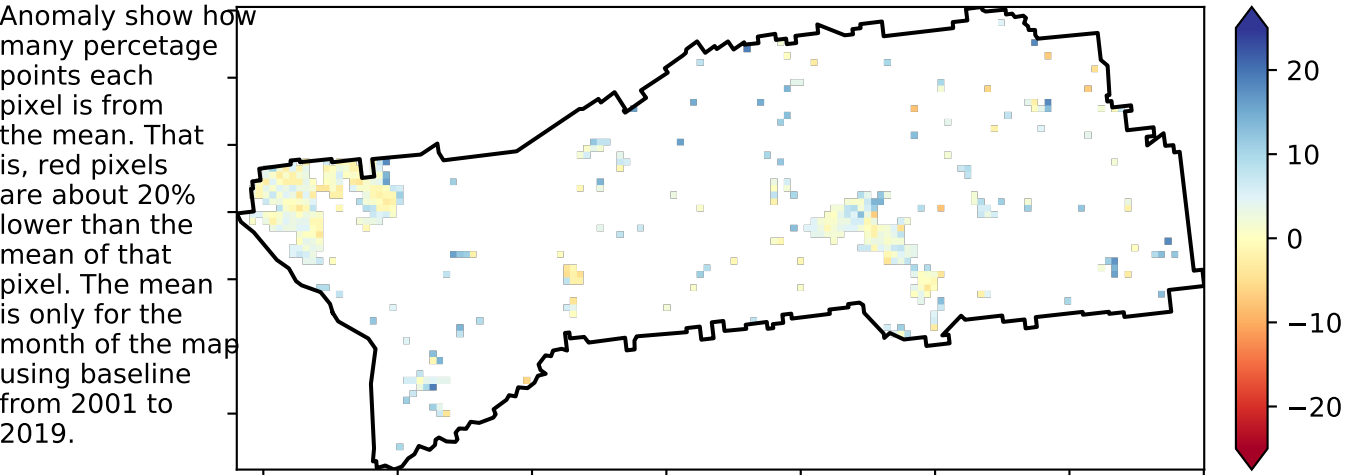 Anomaly show how
many percetage
points each
pixel is from
the mean. That
is, red pixels
are about 20%
lower than the
mean of that
pixel. The mean
is only for the
month of the map
using baseline
from 2001 to
2019.
20
10
0
−10
−20